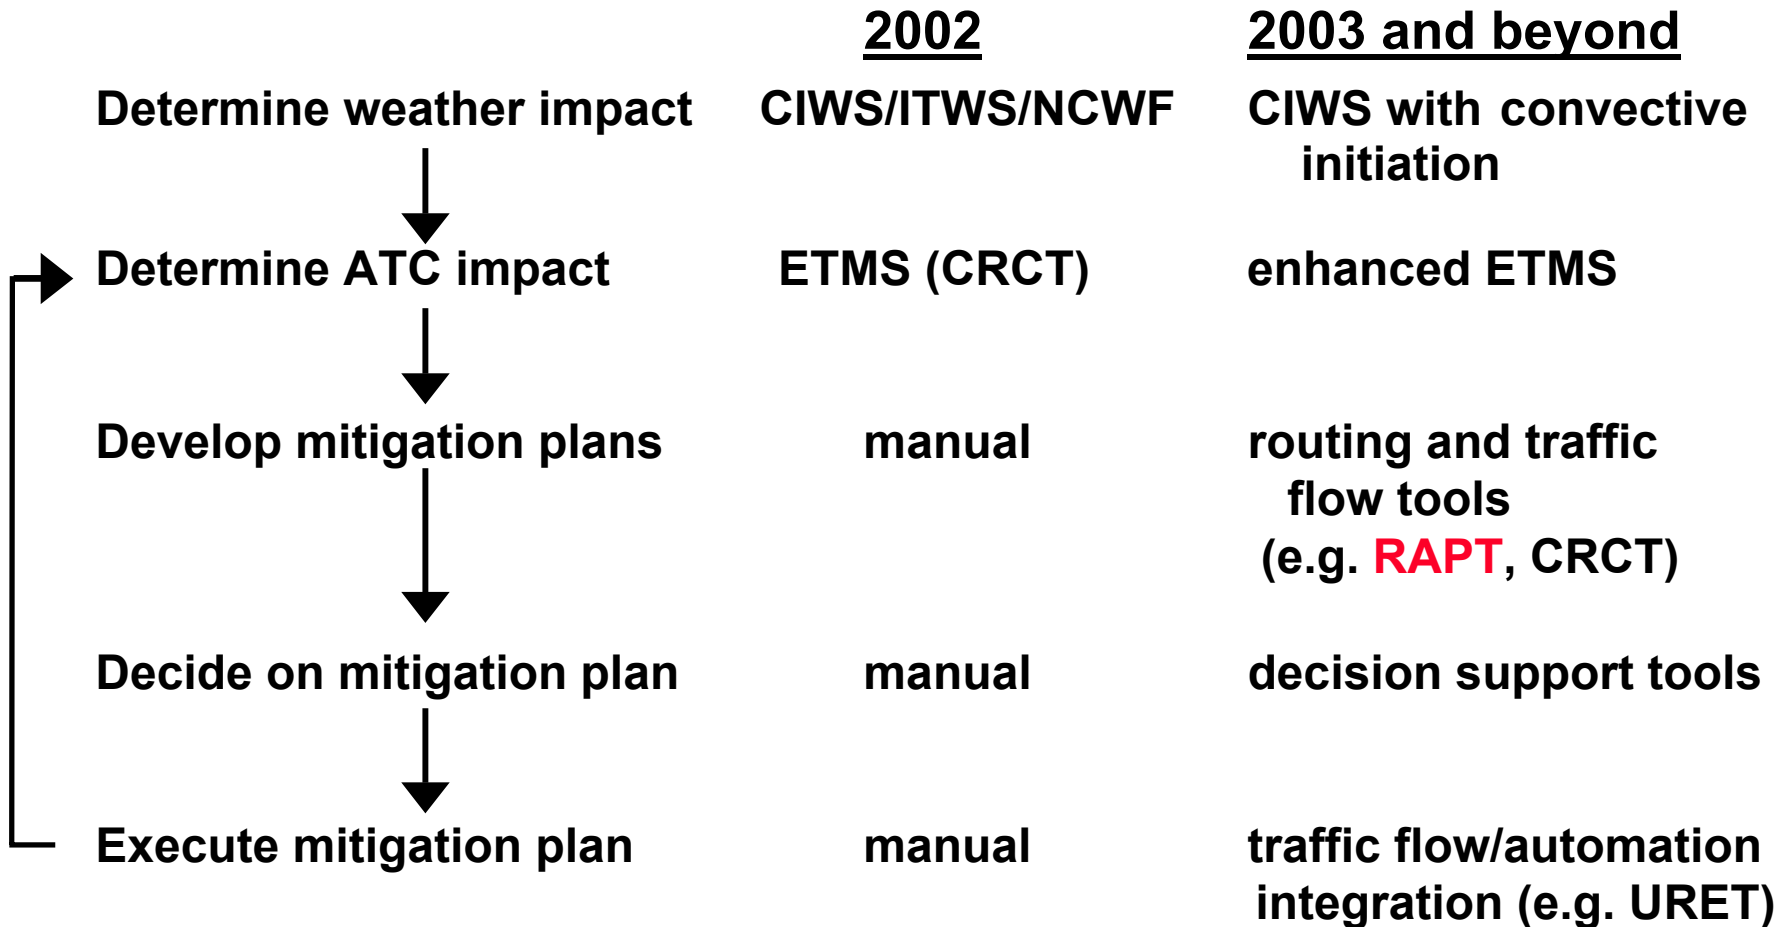 2002 2003 and beyond
Determine weather impact CIWS/ITWS/NCWF CIWS with convective
initiation
Determine ATC impact ETMS (CRCT) enhanced ETMS
Develop mitigation plans manual routing and traffic
flow tools
(e.g. RAPT, CRCT)
Decide on mitigation plan manual decision support tools
Execute mitigation plan manual traffic flow/automation
integration (e.g. URET)